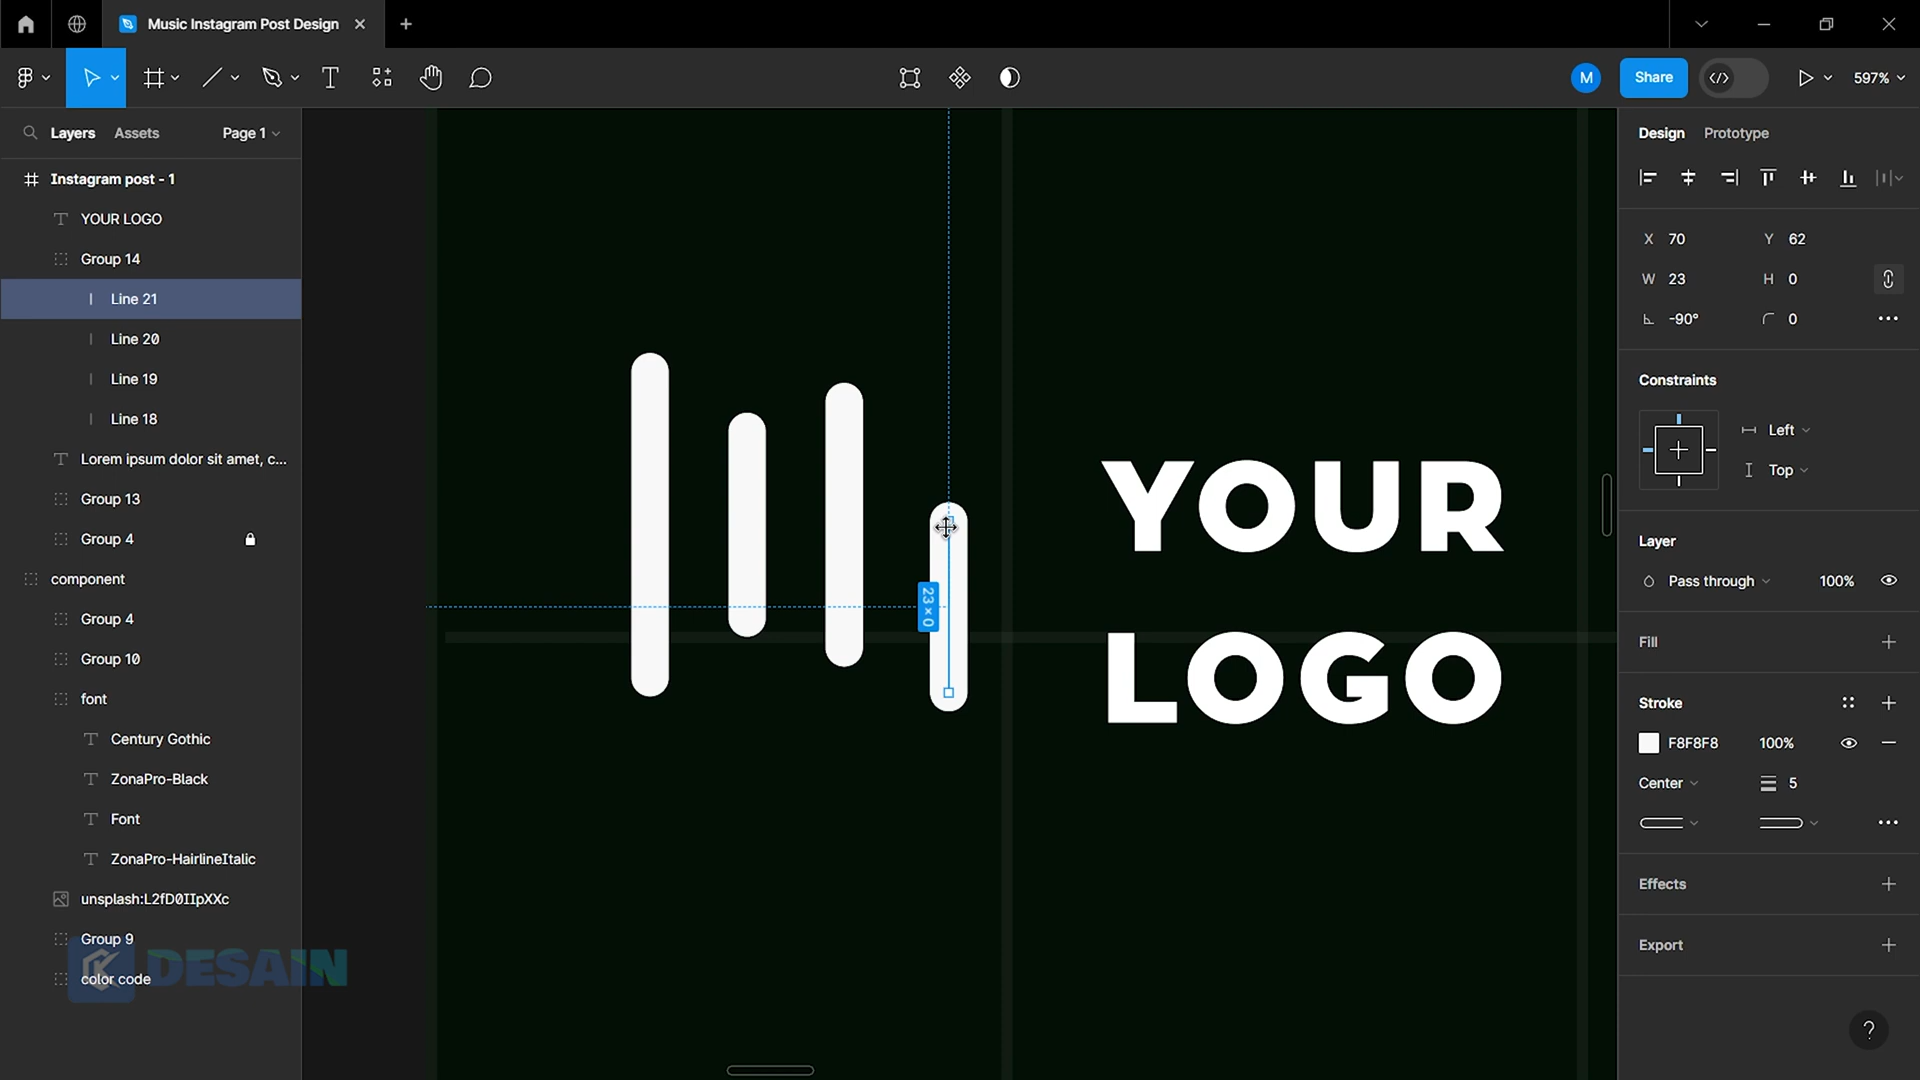 Music Instagram Post Design
M
Share
597%
Layers
Assets
Page 1
Instagram post - 1
YOUR LOGO
Group 14
Line 21
Line 20
Line 19
Line 18
Lorem ipsum dolor sit amet, c...
Group 13
Group 4
component
Group 4
Group 10
font
Century Gothic
ZonaPro-Black
Font
ZonaPro-HairlineItalic
unsplash:L2fD0IIpXXc
Group 9
color code
DESAIN
23 × 0
YOUR
LOGO
Design
Prototype
X 70
Y 62
W 23
H 0
-90°
0
Constraints
Left
Top
Layer
Pass through
100%
Fill
Stroke
F8F8F8
100%
Center
5
Effects
Export
?